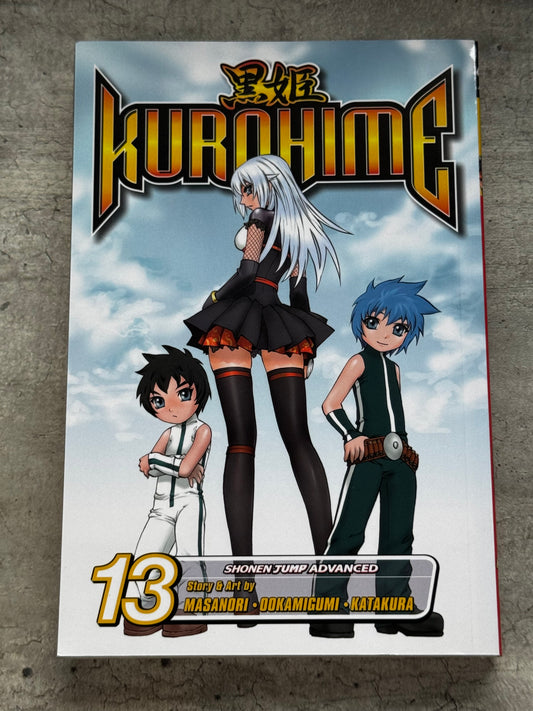 黒姫
KUROHIME
13
SHONEN JUMP ADVANCED
Story & Art by
MASANORI • OOKAMIGUMI • KATAKURA